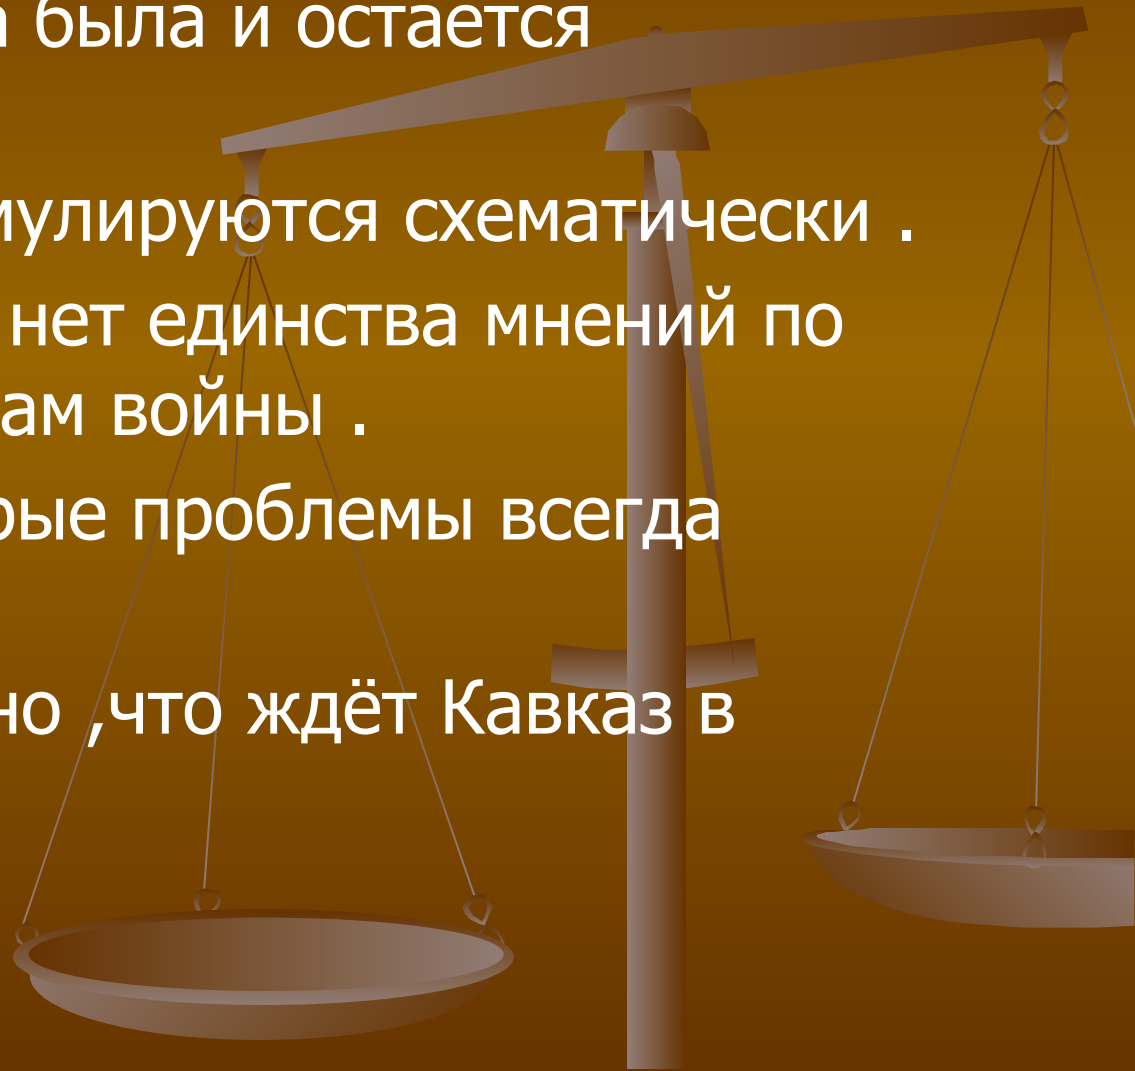 а была и остается
мулируются схематически .
нет единства мнений по
ам войны .
рые проблемы всегда
но ,что ждёт Кавказ в